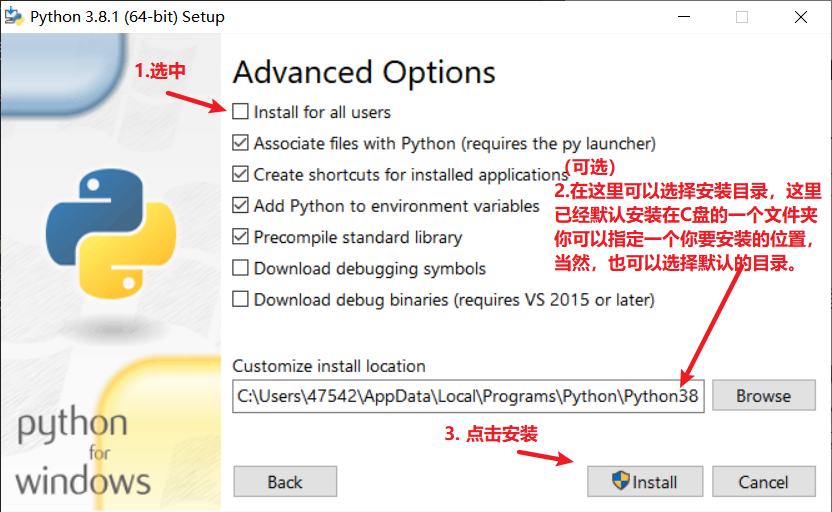 Python 3.8.1 (64-bit) Setup
1.选中
Advanced Options
Install for all users
Associate files with Python (requires the py launcher)
Create shortcuts for installed applications
（可选）
Add Python to environment variables
Precompile standard library
Download debugging symbols
Download debug binaries (requires VS 2015 or later)
2.在这里可以选择安装目录，这里
已经默认安装在C盘的一个文件夹
你可以指定一个你要安装的位置，
当然，也可以选择默认的目录。
Customize install location
C:\Users\47542\AppData\Local\Programs\Python\Python38
Browse
3. 点击安装
python
for
windows
Back
Install
Cancel